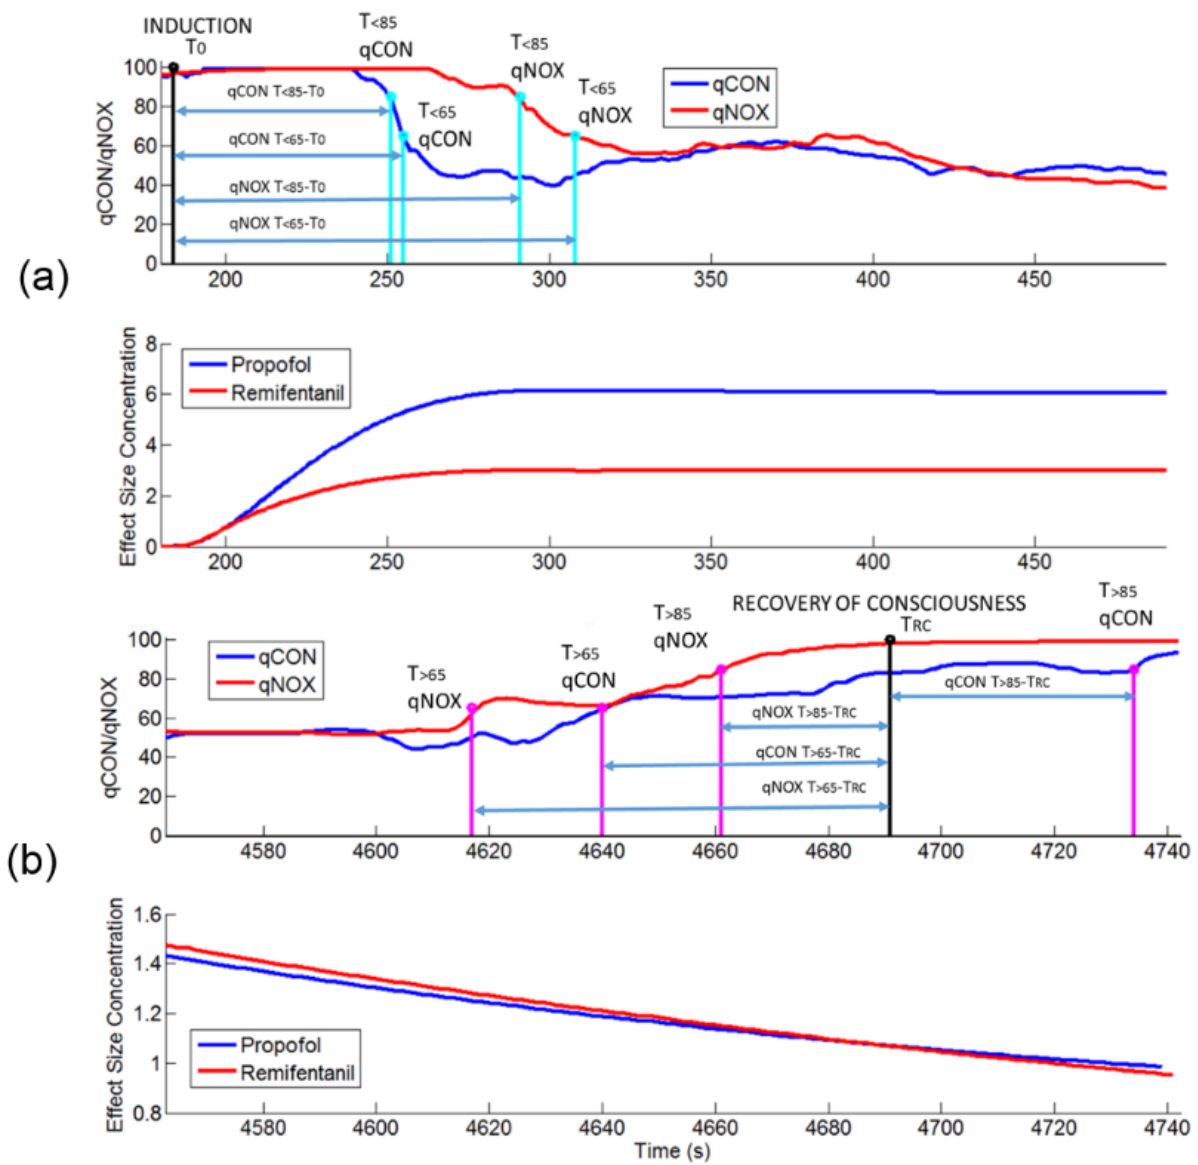 INDUCTION
T0
T<85
qCON
T<85
qNOX
T<65
qCON
T<65
qNOX
qCON
qNOX
qCON T<85-T0
qCON T<65-T0
qNOX T<85-T0
qNOX T<65-T0
qCON/qNOX
100
80
60
40
20
0
200
250
300
350
400
450
(a)
Effect Size Concentration
8
6
4
2
0
Propofol
Remifentanil
200
250
300
350
400
450
RECOVERY OF CONSCIOUSNESS
TRC
T>65
qNOX
T>65
qCON
T>85
qNOX
T>85
qCON
qCON
qNOX
qCON T>85-TRC
qNOX T>85-TRC
qCON T>65-TRC
qNOX T>65-TRC
qCON/qNOX
100
80
60
40
20
0
4580
4600
4620
4640
4660
4680
4700
4720
4740
(b)
Effect Size Concentration
1.6
1.4
1.2
1
0.8
Propofol
Remifentanil
4580
4600
4620
4640
4660
4680
4700
4720
4740
Time (s)